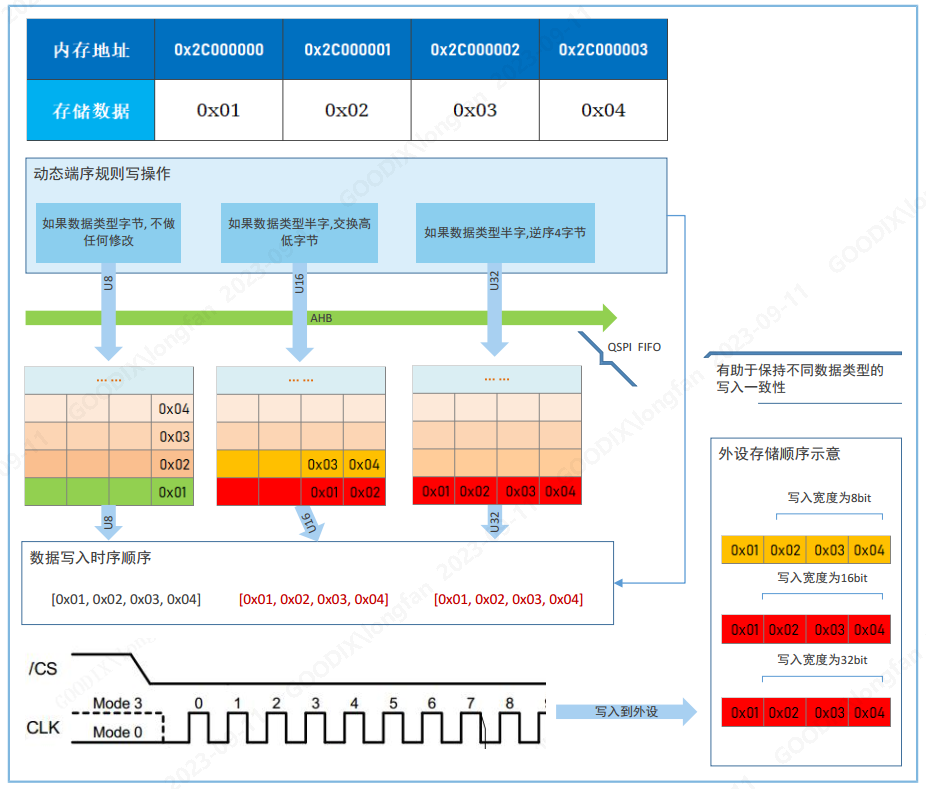 内存地址 0x2C000000 0x2C000001 0x2C000002 0x2C000003
存储数据 0x01 0x02 0x03 0x04
动态端序规则写操作
如果数据类型字节, 不做
任何修改
如果数据类型半字,交换高
低字节
如果数据类型半字,逆序4字节
U8
U16
U32
AHB
QSPI FIFO
... ...
0x04
0x03
0x02
0x01
... ...
0x03 0x04
0x01 0x02
... ...
0x01 0x02 0x03 0x04
U8
U16
U32
数据写入时序顺序
[0x01, 0x02, 0x03, 0x04]
[0x01, 0x02, 0x03, 0x04]
[0x01, 0x02, 0x03, 0x04]
有助于保持不同数据类型的
写入一致性
外设存储顺序示意
写入宽度为8bit
0x01 0x02 0x03 0x04
写入宽度为16bit
0x01 0x02 0x03 0x04
写入宽度为32bit
0x01 0x02 0x03 0x04
/CS
CLK
Mode 3
Mode 0
0 1 2 3 4 5 6 7 8
写入到外设
GOODIX\longfan 2023-09-11